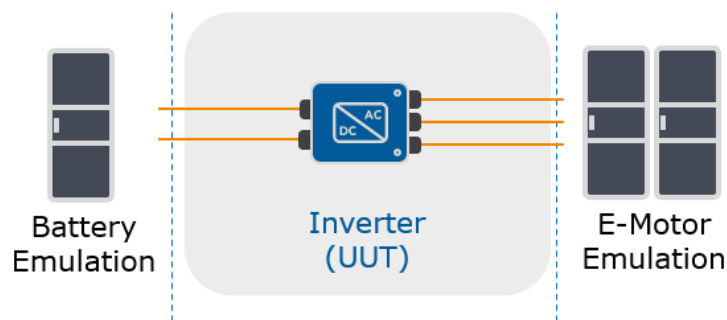 AC
DC
Battery
Emulation
Inverter
(UUT)
E-Motor
Emulation